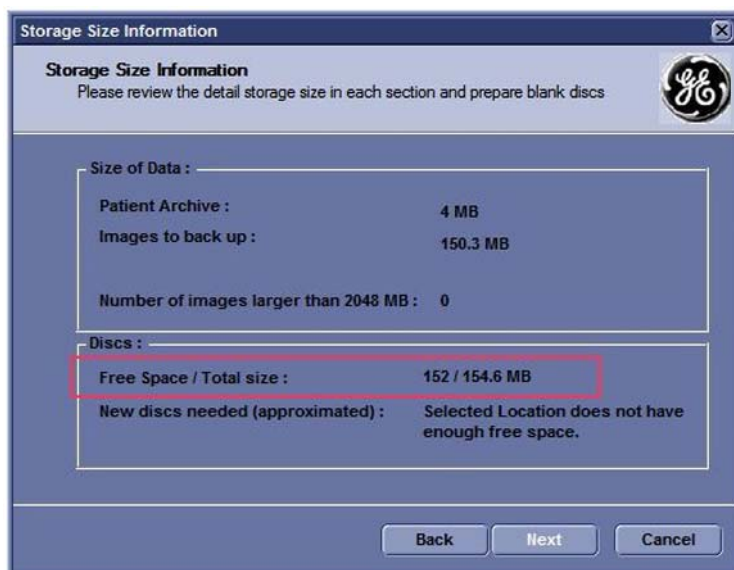 Storage Size Information
Storage Size Information
Please review the detail storage size in each section and prepare blank discs
Size of Data :
Patient Archive : 4 MB
Images to back up : 150.3 MB
Number of images larger than 2048 MB : 0
Discs :
Free Space / Total size : 152 / 154.6 MB
New discs needed (approximated) : Selected Location does not have
enough free space.
Back Next Cancel